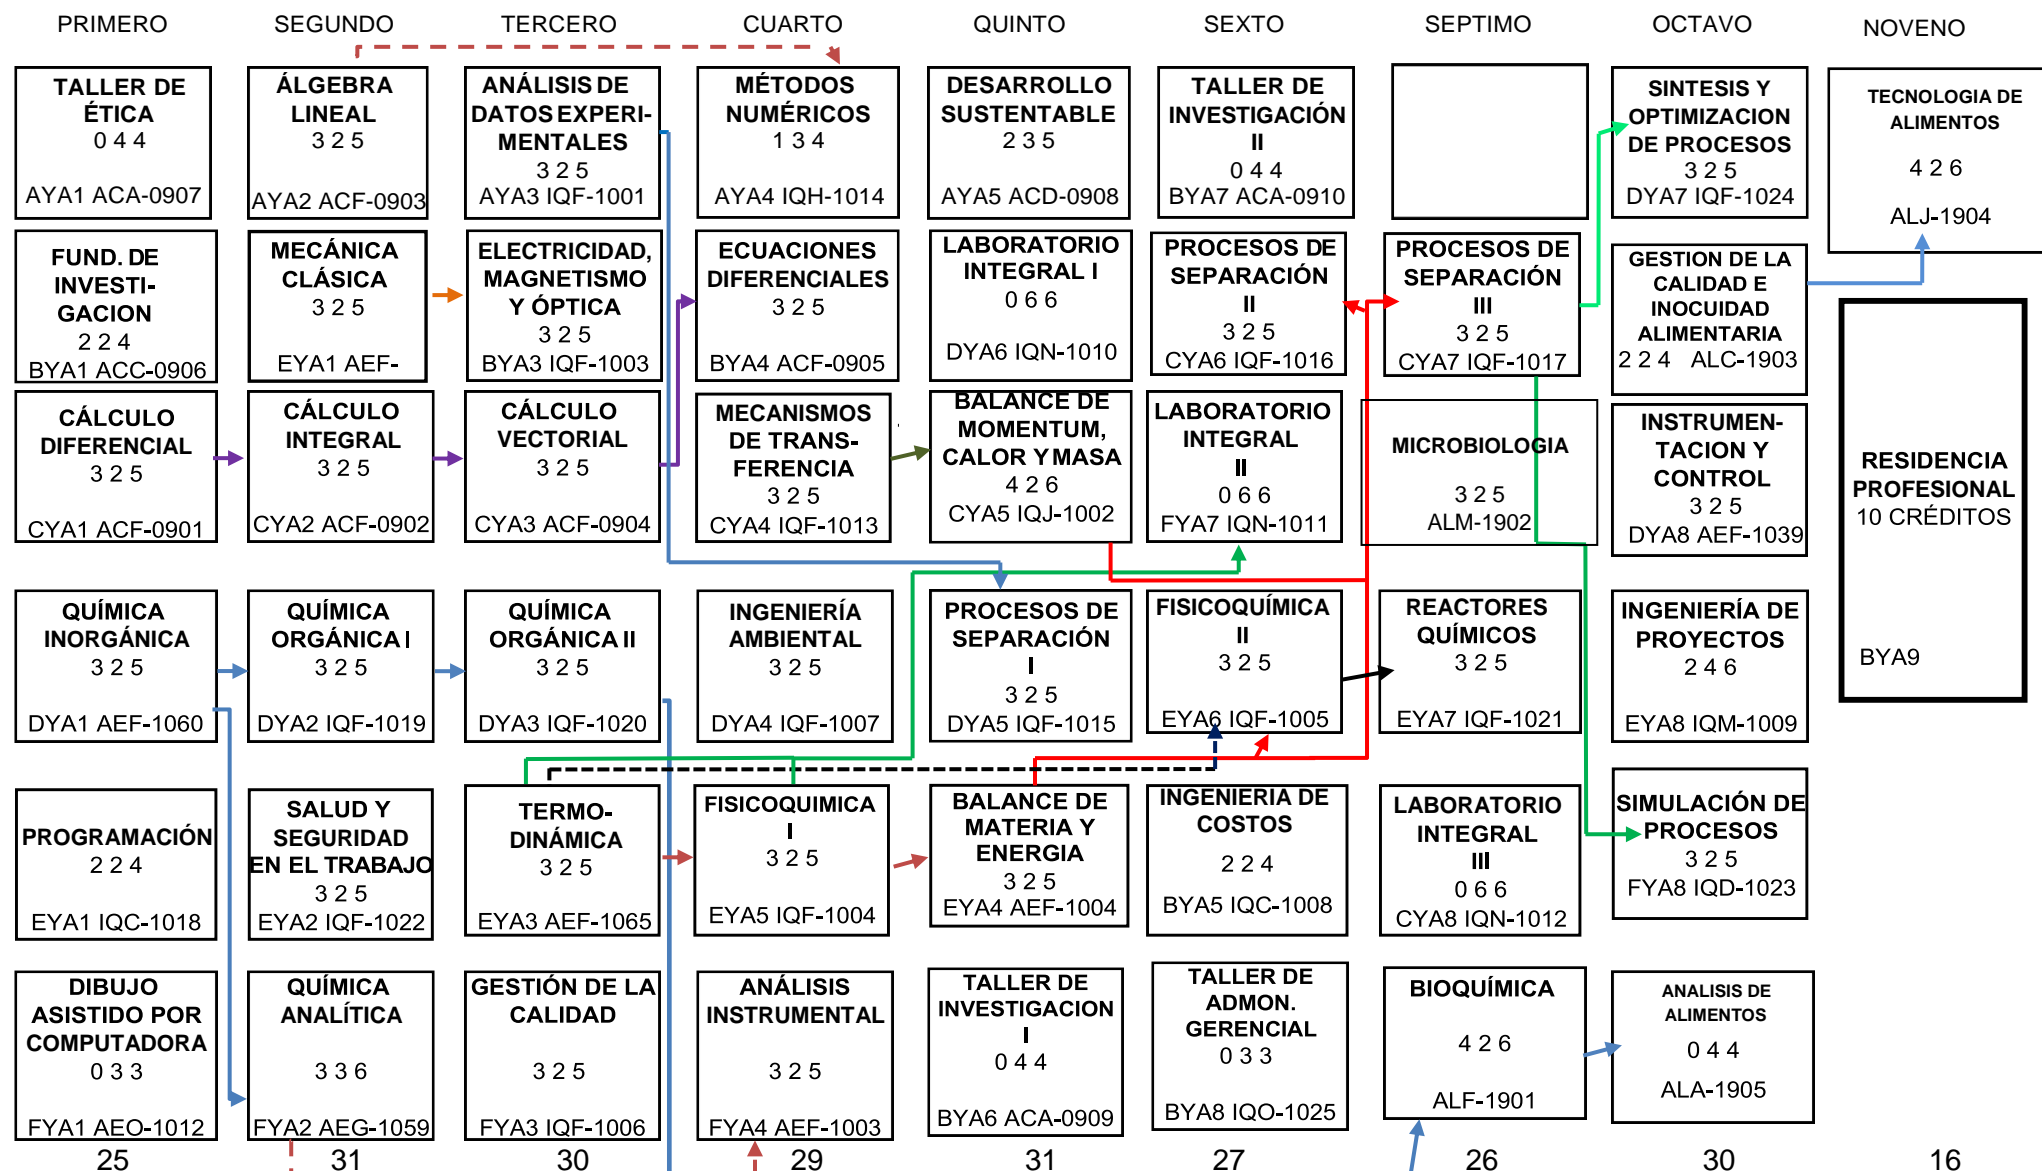 PRIMERO
SEGUNDO
TERCERO
CUARTO
QUINTO
SEXTO
SEPTIMO
OCTAVO
NOVENO
TALLER DE
ÉTICA
0 4 4
AYA1 ACA-0907
ÁLGEBRA
LINEAL
3 2 5
AYA2 ACF-0903
ANÁLISIS DE
DATOS EXPERI-
MENTALES
3 2 5
AYA3 IQF-1001
MÉTODOS
NUMÉRICOS
1 3 4
AYA4 IQH-1014
DESARROLLO
SUSTENTABLE
2 3 5
AYA5 ACD-0908
TALLER DE
INVESTIGACIÓN
II
0 4 4
BYA7 ACA-0910
SINTESIS Y
OPTIMIZACION
DE PROCESOS
3 2 5
DYA7 IQF-1024
TECNOLOGIA DE
ALIMENTOS
4 2 6
ALJ-1904
FUND. DE
INVESTI-
GACION
2 2 4
BYA1 ACC-0906
MECÁNICA
CLÁSICA
3 2 5
EYA1 AEF-
ELECTRICIDAD,
MAGNETISMO
Y ÓPTICA
3 2 5
BYA3 IQF-1003
ECUACIONES
DIFERENCIALES
3 2 5
BYA4 ACF-0905
LABORATORIO
INTEGRAL I
0 6 6
DYA6 IQN-1010
PROCESOS DE
SEPARACIÓN
II
3 2 5
CYA6 IQF-1016
PROCESOS DE
SEPARACIÓN
III
3 2 5
CYA7 IQF-1017
GESTION DE LA
CALIDAD E
INOCUIDAD
ALIMENTARIA
2 2 4 ALC-1903
CÁLCULO
DIFERENCIAL
3 2 5
CYA1 ACF-0901
CÁLCULO
INTEGRAL
3 2 5
CYA2 ACF-0902
CÁLCULO
VECTORIAL
3 2 5
CYA3 ACF-0904
MECANISMOS
DE TRANS-
FERENCIA
3 2 5
CYA4 IQF-1013
BALANCE DE
MOMENTUM,
CALOR Y MASA
4 2 6
CYA5 IQJ-1002
LABORATORIO
INTEGRAL
II
0 6 6
FYA7 IQN-1011
MICROBIOLOGIA
3 2 5
ALM-1902
INSTRUMEN-
TACION Y
CONTROL
3 2 5
DYA8 AEF-1039
RESIDENCIA
PROFESIONAL
10 CRÉDITOS
BYA9
QUÍMICA
INORGÁNICA
3 2 5
DYA1 AEF-1060
QUÍMICA
ORGÁNICA I
3 2 5
DYA2 IQF-1019
QUÍMICA
ORGÁNICA II
3 2 5
DYA3 IQF-1020
INGENIERÍA
AMBIENTAL
3 2 5
DYA4 IQF-1007
PROCESOS DE
SEPARACIÓN
I
3 2 5
DYA5 IQF-1015
FISICOQUÍMICA
II
3 2 5
EYA6 IQF-1005
REACTORES
QUÍMICOS
3 2 5
EYA7 IQF-1021
INGENIERÍA DE
PROYECTOS
2 4 6
EYA8 IQM-1009
PROGRAMACIÓN
2 2 4
EYA1 IQC-1018
SALUD Y
SEGURIDAD
EN EL TRABAJO
3 2 5
EYA2 IQF-1022
TERMO-
DINÁMICA
3 2 5
EYA3 AEF-1065
FISICOQUIMICA
I
3 2 5
EYA5 IQF-1004
BALANCE DE
MATERIA Y
ENERGIA
3 2 5
EYA4 AEF-1004
INGENIERIA DE
COSTOS
2 2 4
BYA5 IQC-1008
LABORATORIO
INTEGRAL
III
0 6 6
CYA8 IQN-1012
SIMULACIÓN DE
PROCESOS
3 2 5
FYA8 IQD-1023
DIBUJO
ASISTIDO POR
COMPUTADORA
0 3 3
FYA1 AEO-1012
QUÍMICA
ANALÍTICA
3 3 6
FYA2 AEG-1059
GESTIÓN DE LA
CALIDAD
3 2 5
FYA3 IQF-1006
ANÁLISIS
INSTRUMENTAL
3 2 5
FYA4 AEF-1003
TALLER DE
INVESTIGACION
I
0 4 4
BYA6 ACA-0909
TALLER DE
ADMON.
GERENCIAL
0 3 3
BYA8 IQO-1025
BIOQUÍMICA
4 2 6
ALF-1901
ANALISIS DE
ALIMENTOS
0 4 4
ALA-1905
25
31
30
29
31
27
26
30
16